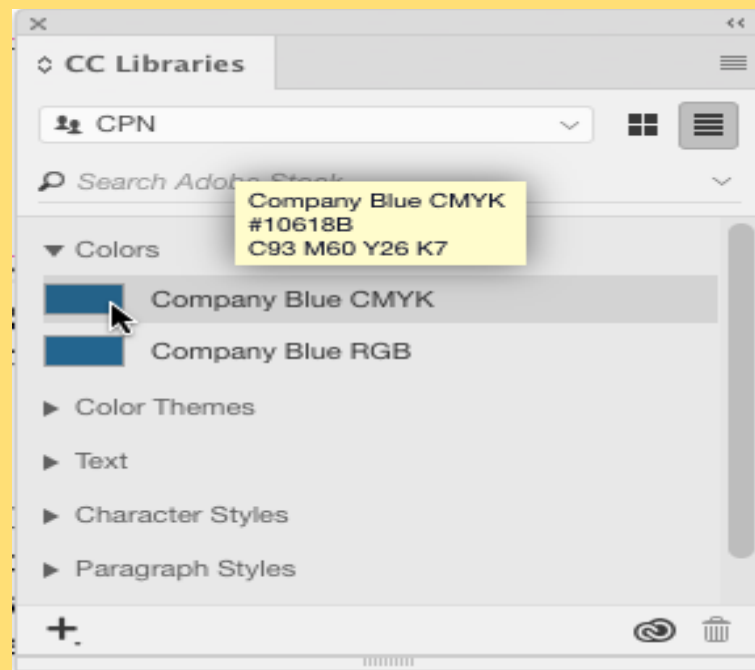 CC Libraries
CPN
Search Adobe Stock
Company Blue CMYK
#10618B
C93 M60 Y26 K7
Colors
Company Blue CMYK
Company Blue RGB
Color Themes
Text
Character Styles
Paragraph Styles